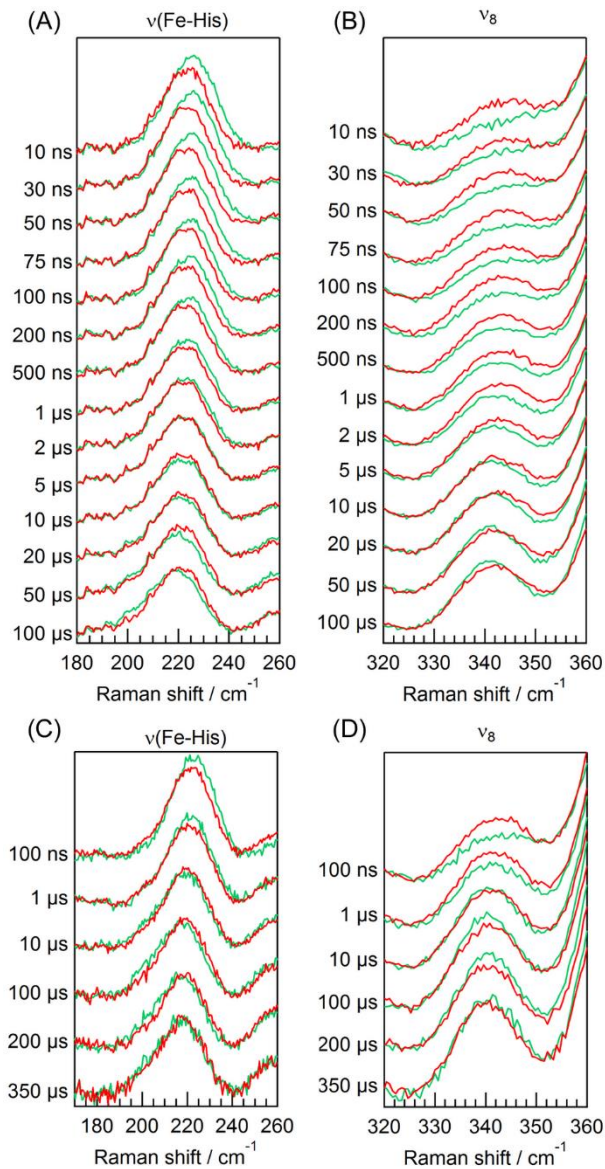 (A)
ν(Fe-His)
10 ns
30 ns
50 ns
75 ns
100 ns
200 ns
500 ns
1 µs
2 µs
5 µs
10 µs
20 µs
50 µs
100 µs
180 200 220 240 260
Raman shift / cm⁻¹
(B)
ν₈
10 ns
30 ns
50 ns
75 ns
100 ns
200 ns
500 ns
1 µs
2 µs
5 µs
10 µs
20 µs
50 µs
100 µs
320 330 340 350 360
Raman shift / cm⁻¹
(C)
ν(Fe-His)
100 ns
1 µs
10 µs
100 µs
200 µs
350 µs
180 200 220 240 260
Raman shift / cm⁻¹
(D)
ν₈
100 ns
1 µs
10 µs
100 µs
200 µs
350 µs
320 330 340 350 360
Raman shift / cm⁻¹